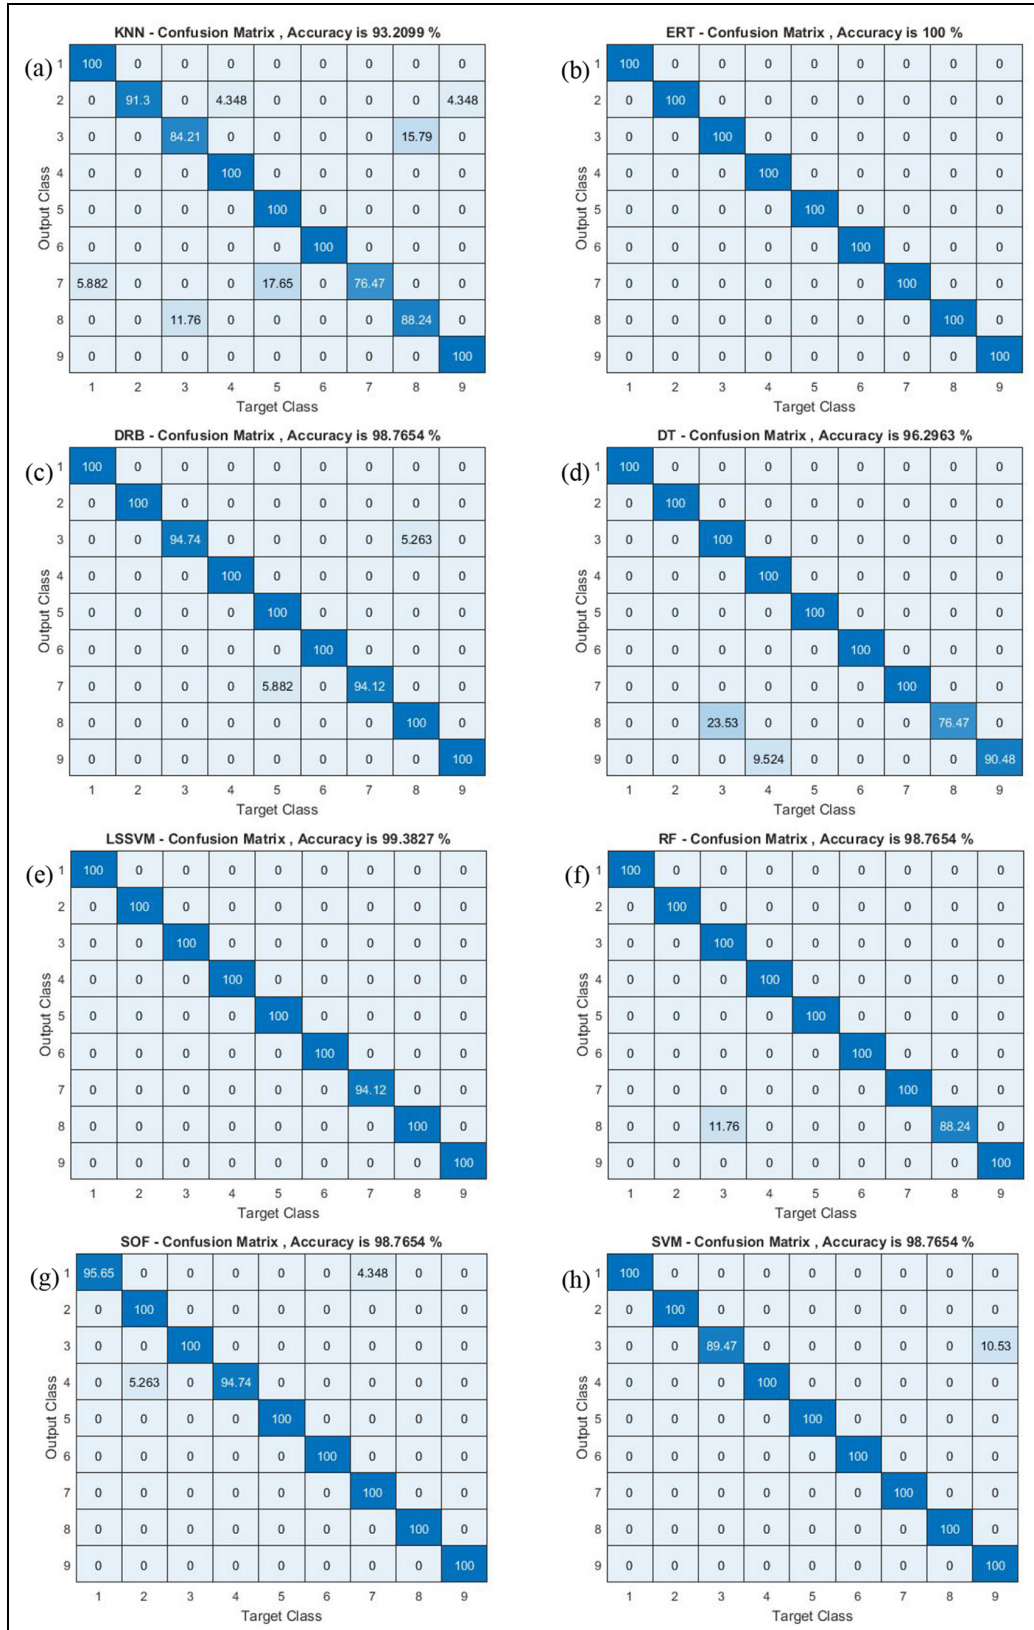 KNN - Confusion Matrix , Accuracy is 93.2099 %
(a)
Output Class
1 100 0 0 0 0 0 0 0 0
2 0 91.3 0 4.348 0 0 0 0 4.348
3 0 0 84.21 0 0 0 0 15.79 0
4 0 0 0 100 0 0 0 0 0
5 0 0 0 0 100 0 0 0 0
6 0 0 0 0 0 100 0 0 0
7 5.882 0 0 0 17.65 0 76.47 0 0
8 0 0 11.76 0 0 0 0 88.24 0
9 0 0 0 0 0 0 0 0 100
1 2 3 4 5 6 7 8 9
Target Class
ERT - Confusion Matrix , Accuracy is 100 %
(b)
Output Class
1 100 0 0 0 0 0 0 0 0
2 0 100 0 0 0 0 0 0 0
3 0 0 100 0 0 0 0 0 0
4 0 0 0 100 0 0 0 0 0
5 0 0 0 0 100 0 0 0 0
6 0 0 0 0 0 100 0 0 0
7 0 0 0 0 0 0 100 0 0
8 0 0 0 0 0 0 0 100 0
9 0 0 0 0 0 0 0 0 100
1 2 3 4 5 6 7 8 9
Target Class
DRB - Confusion Matrix , Accuracy is 98.7654 %
(c)
Output Class
1 100 0 0 0 0 0 0 0 0
2 0 100 0 0 0 0 0 0 0
3 0 0 94.74 0 0 0 0 5.263 0
4 0 0 0 100 0 0 0 0 0
5 0 0 0 0 100 0 0 0 0
6 0 0 0 0 0 100 0 0 0
7 0 0 0 0 5.882 0 94.12 0 0
8 0 0 0 0 0 0 0 100 0
9 0 0 0 0 0 0 0 0 100
1 2 3 4 5 6 7 8 9
Target Class
DT - Confusion Matrix , Accuracy is 96.2963 %
(d)
Output Class
1 100 0 0 0 0 0 0 0 0
2 0 100 0 0 0 0 0 0 0
3 0 0 100 0 0 0 0 0 0
4 0 0 0 100 0 0 0 0 0
5 0 0 0 0 100 0 0 0 0
6 0 0 0 0 0 100 0 0 0
7 0 0 0 0 0 0 100 0 0
8 0 0 23.53 0 0 0 0 76.47 0
9 0 0 0 9.524 0 0 0 0 90.48
1 2 3 4 5 6 7 8 9
Target Class
LSSVM - Confusion Matrix , Accuracy is 99.3827 %
(e)
Output Class
1 100 0 0 0 0 0 0 0 0
2 0 100 0 0 0 0 0 0 0
3 0 0 100 0 0 0 0 0 0
4 0 0 0 100 0 0 0 0 0
5 0 0 0 0 100 0 0 0 0
6 0 0 0 0 0 100 0 0 0
7 0 0 0 0 0 0 94.12 0 0
8 0 0 0 0 0 0 0 100 0
9 0 0 0 0 0 0 0 0 100
1 2 3 4 5 6 7 8 9
Target Class
RF - Confusion Matrix , Accuracy is 98.7654 %
(f)
Output Class
1 100 0 0 0 0 0 0 0 0
2 0 100 0 0 0 0 0 0 0
3 0 0 100 0 0 0 0 0 0
4 0 0 0 100 0 0 0 0 0
5 0 0 0 0 100 0 0 0 0
6 0 0 0 0 0 100 0 0 0
7 0 0 0 0 0 0 100 0 0
8 0 0 11.76 0 0 0 0 88.24 0
9 0 0 0 0 0 0 0 0 100
1 2 3 4 5 6 7 8 9
Target Class
SOF - Confusion Matrix , Accuracy is 98.7654 %
(g)
Output Class
1 95.65 0 0 0 0 0 4.348 0 0
2 0 100 0 0 0 0 0 0 0
3 0 0 100 0 0 0 0 0 0
4 0 5.263 0 94.74 0 0 0 0 0
5 0 0 0 0 100 0 0 0 0
6 0 0 0 0 0 100 0 0 0
7 0 0 0 0 0 0 100 0 0
8 0 0 0 0 0 0 0 100 0
9 0 0 0 0 0 0 0 0 100
1 2 3 4 5 6 7 8 9
Target Class
SVM - Confusion Matrix , Accuracy is 98.7654 %
(h)
Output Class
1 100 0 0 0 0 0 0 0 0
2 0 100 0 0 0 0 0 0 0
3 0 0 89.47 0 0 0 0 0 10.53
4 0 0 0 100 0 0 0 0 0
5 0 0 0 0 100 0 0 0 0
6 0 0 0 0 0 100 0 0 0
7 0 0 0 0 0 0 100 0 0
8 0 0 0 0 0 0 0 100 0
9 0 0 0 0 0 0 0 0 100
1 2 3 4 5 6 7 8 9
Target Class